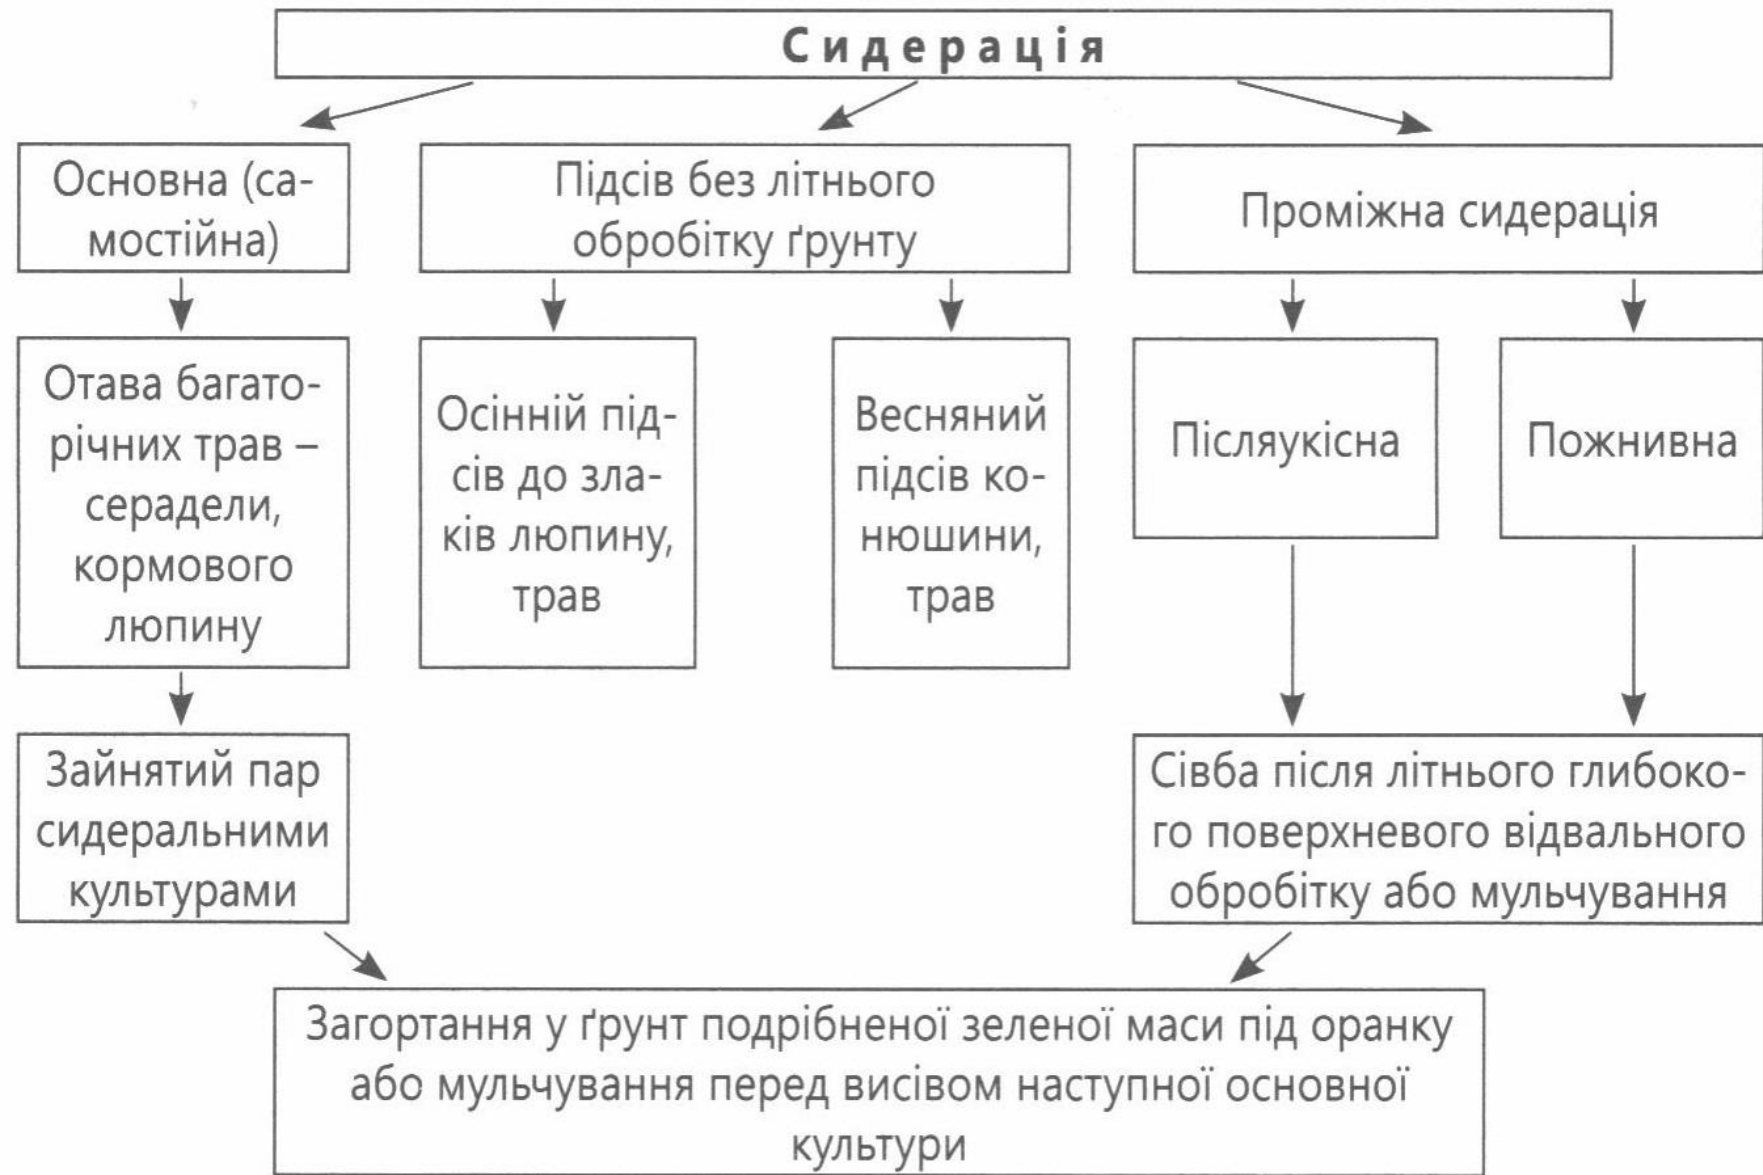 Сидерація
Основна (са-
мостійна)
Підсів без літнього
обробітку ґрунту
Проміжна сидерація
Отава багато-
річних трав –
серадели,
кормового
люпину
Осінній під-
сів до зла-
ків люпину,
трав
Весняний
підсів ко-
нюшини,
трав
Післяукісна
Пожнивна
Зайнятий пар
сидеральними
культурами
Сівба після літнього глибоко-
го поверхневого відвального
обробітку або мульчування
Загортання у ґрунт подрібненої зеленої маси під оранку
або мульчування перед висівом наступної основної
культури